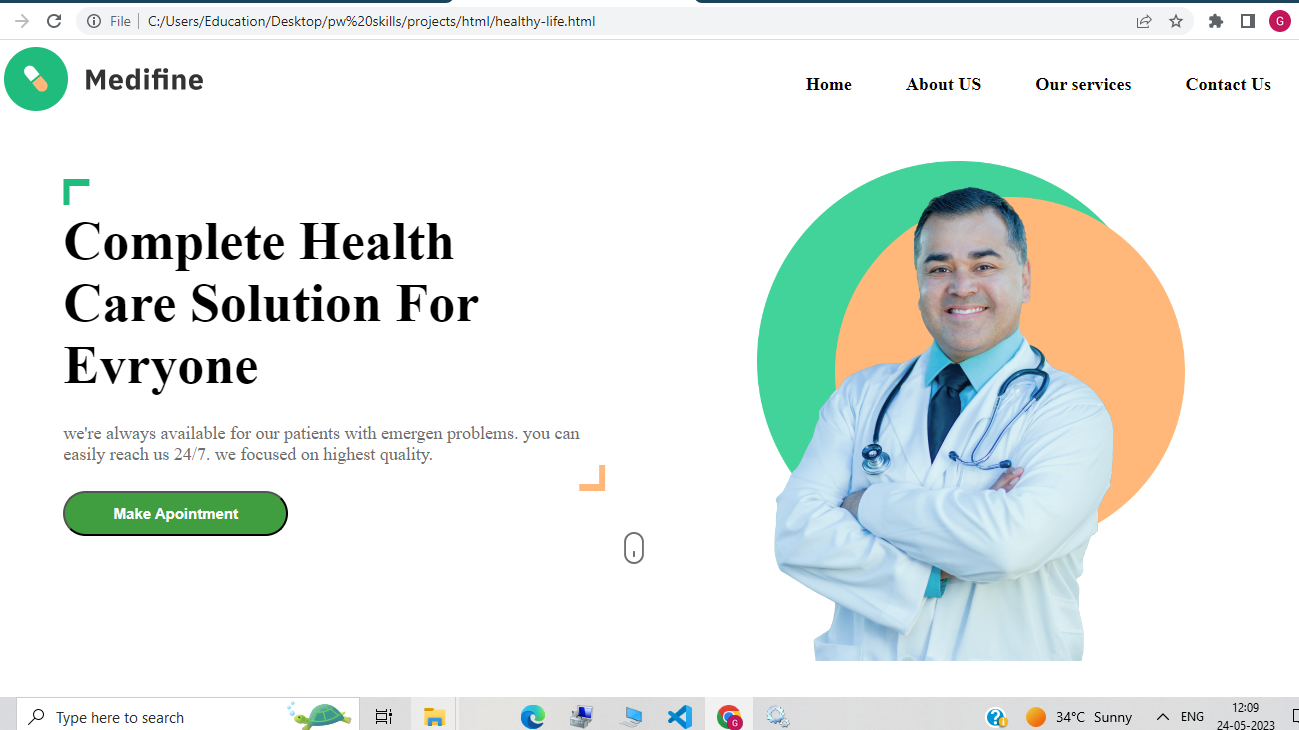 File
C:/Users/Education/Desktop/pw%20skills/projects/html/healthy-life.html
G
Medifine
Home
About US
Our services
Contact Us
Complete Health
Care Solution For
Evryone
we're always available for our patients with emergen problems. you can
easily reach us 24/7. we focused on highest quality.
Make Apointment
Type here to search
G
34°C Sunny
ENG
12:09
24-05-2023